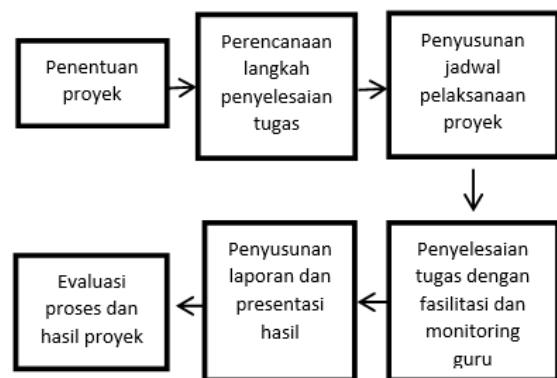 Penentuan
proyek
Perencanaan
langkah
penyelesaian
tugas
Penyusunan
jadwal
pelaksanaan
proyek
Penyelesaian
tugas dengan
fasilitasi dan
monitoring
guru
Penyusunan
laporan dan
presentasi
hasil
Evaluasi
proses dan
hasil proyek